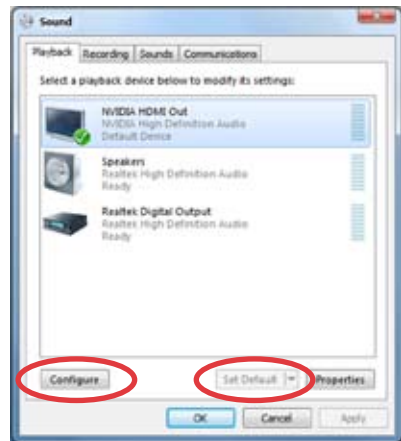 Sound
Playback Recording Sounds Communications
Select a playback device below to modify its settings:
NVIDIA HDMI Out
NVIDIA High Definition Audio
Default Device
Speakers
Realtek High Definition Audio
Ready
Realtek Digital Output
Realtek High Definition Audio
Ready
Configure Set Default Properties
OK Cancel Apply